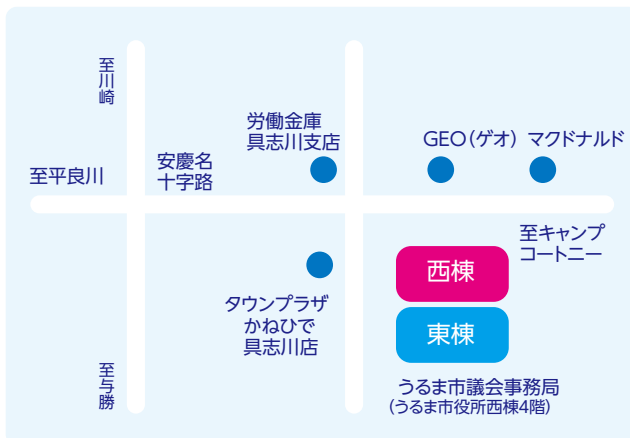 至川崎
労働金庫
具志川支店
GEO(ゲオ)
マクドナルド
至平良川
安慶名
十字路
至キャンプ
コートニー
西棟
タウンプラザ
かねひで
具志川店
東棟
至与勝
うるま市議会事務局
(うるま市役所西棟4階)